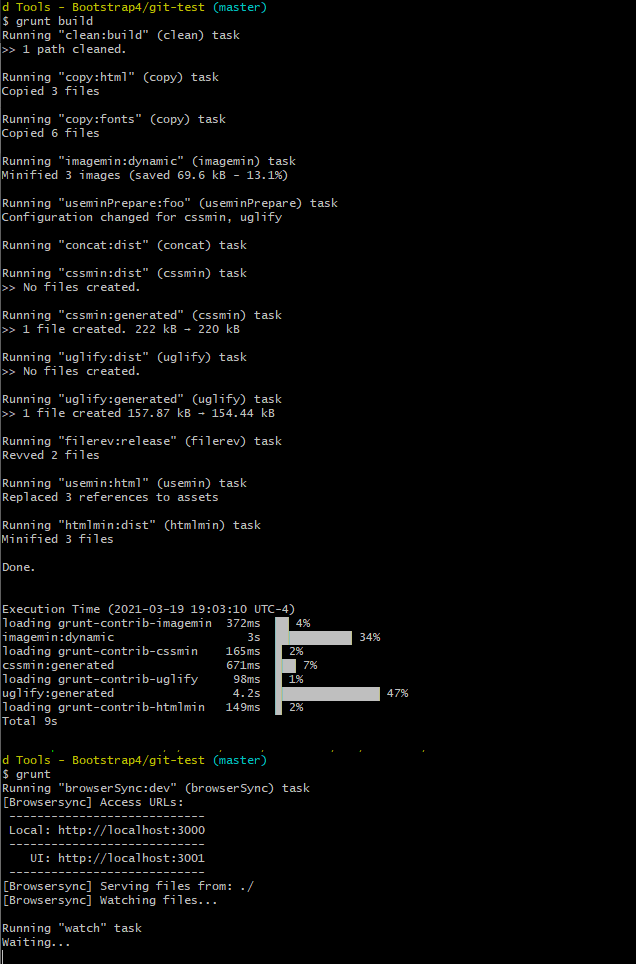 d Tools - Bootstrap4/git-test (master)
$ grunt build
Running "clean:build" (clean) task
>> 1 path cleaned.
Running "copy:html" (copy) task
Copied 3 files
Running "copy:fonts" (copy) task
Copied 6 files
Running "imagemin:dynamic" (imagemin) task
Minified 3 images (saved 69.6 kB - 13.1%)
Running "useminPrepare:foo" (useminPrepare) task
Configuration changed for cssmin, uglify
Running "concat:dist" (concat) task
Running "cssmin:dist" (cssmin) task
>> No files created.
Running "cssmin:generated" (cssmin) task
>> 1 file created. 222 kB → 220 kB
Running "uglify:dist" (uglify) task
>> No files created.
Running "uglify:generated" (uglify) task
>> 1 file created 157.87 kB → 154.44 kB
Running "filerev:release" (filerev) task
Revved 2 files
Running "usemin:html" (usemin) task
Replaced 3 references to assets
Running "htmlmin:dist" (htmlmin) task
Minified 3 files
Done.
Execution Time (2021-03-19 19:03:10 UTC-4)
loading grunt-contrib-imagemin 372ms 4%
imagemin:dynamic 3s 34%
loading grunt-contrib-cssmin 165ms 2%
cssmin:generated 671ms 7%
loading grunt-contrib-uglify 98ms 1%
uglify:generated 4.2s 47%
loading grunt-contrib-htmlmin 149ms 2%
Total 9s
d Tools - Bootstrap4/git-test (master)
$ grunt
Running "browserSync:dev" (browserSync) task
[Browsersync] Access URLs:
----------------------------
Local: http://localhost:3000
----------------------------
UI: http://localhost:3001
----------------------------
[Browsersync] Serving files from: ./
[Browsersync] Watching files...
Running "watch" task
Waiting...